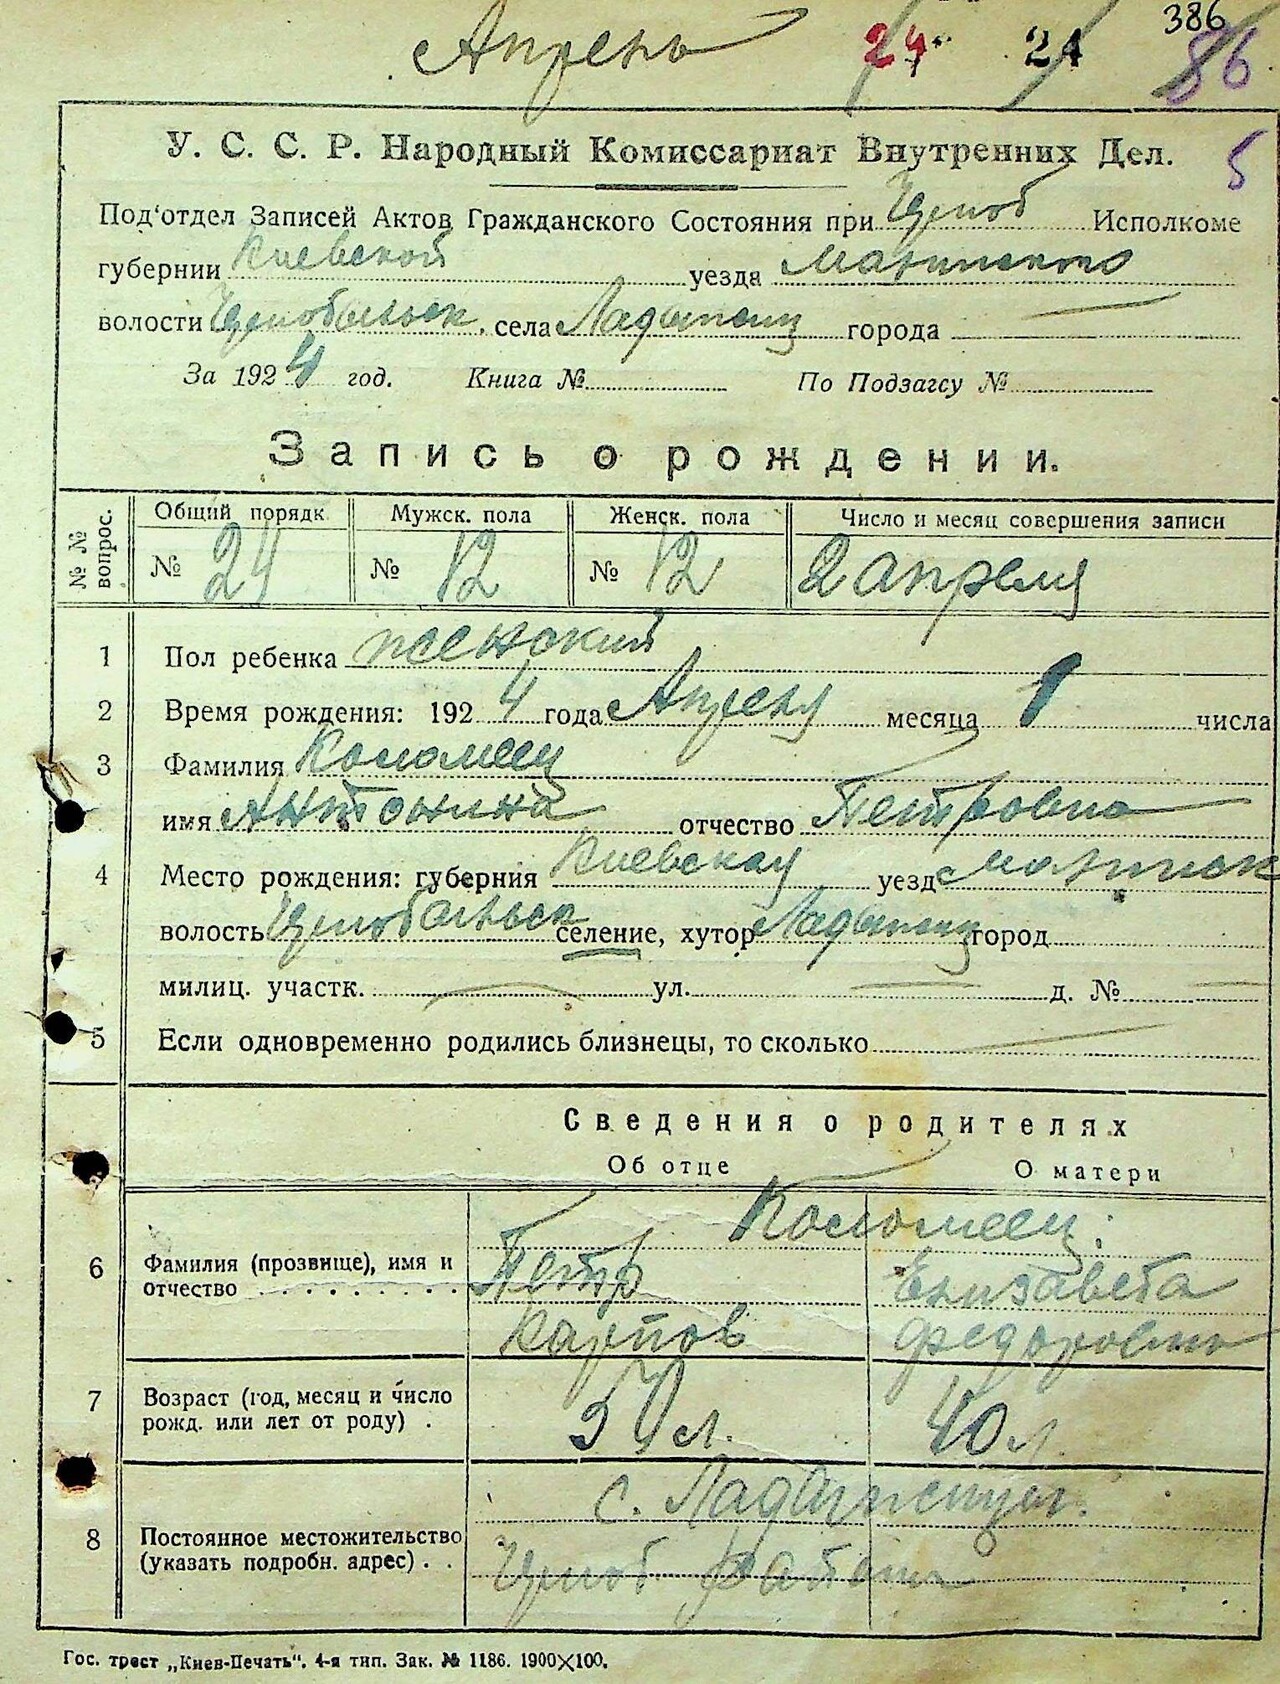 Апрель 24 24 386
86
У. С. С. Р. Народный Комиссариат Внутренних Дел. 5
Под'отдел Записей Актов Гражданского Состояния при Черноб Исполкоме
губернии Киевской уезда
волости села города —
За 1924 год. Книга № По Подзагсу №
Запись о рождении.
№ № вопрос. Общий порядк Мужск. пола Женск. пола Число и месяц совершения записи
№ 24 № 12 № 12 2 апреля
1 Пол ребенка женский
2 Время рождения: 1924 года Апреля месяца 1 числа
3 Фамилия Коломеец
имя Антонина отчество Петровна
4 Место рождения: губерния Киевская уезд
волость селение, хутор город
милиц. участк. — ул. — д. № —
5 Если одновременно родились близнецы, то сколько —
Сведения о родителях
Об отце О матери
Коломеец:
6 Фамилия (прозвище), имя и отчество . . . . . . . . . Петр Елизавета
Карпов Федоровна
7 Возраст (год, месяц и число рожд. или лет от роду) . л. 40 л.
с.
8 Постоянное местожительство (указать подробн. адрес) . . Черноб района
Гос. трест „Киев-Печать“. 4-я тип. Зак. № 1186. 1900×100.